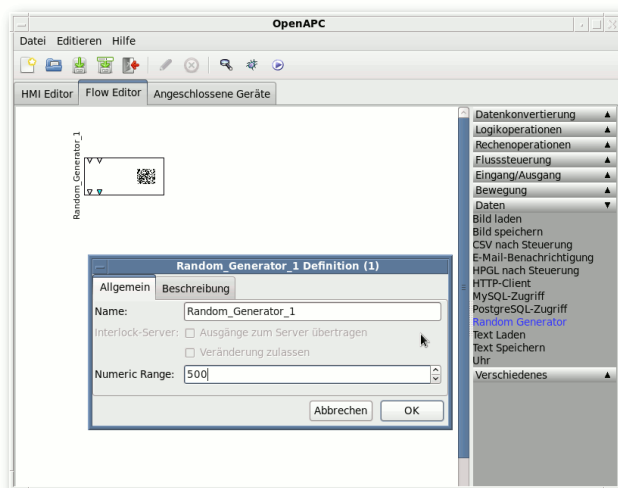 OpenAPC
Datei Editieren Hilfe
HMI Editor Flow Editor Angeschlossene Geräte
Random_Generator_1
Datenkonvertierung
Logikoperationen
Rechenoperationen
Flusssteuerung
Eingang/Ausgang
Bewegung
Daten
Bild laden
Bild speichern
CSV nach Steuerung
E-Mail-Benachrichtigung
HPGL nach Steuerung
HTTP-Client
MySQL-Zugriff
PostgreSQL-Zugriff
Random Generator
Text Laden
Text Speichern
Uhr
Verschiedenes
Random_Generator_1 Definition (1)
Allgemein Beschreibung
Name: Random_Generator_1
Interlock-Server: Ausgänge zum Server übertragen
Veränderung zulassen
Numeric Range: 500
Abbrechen OK